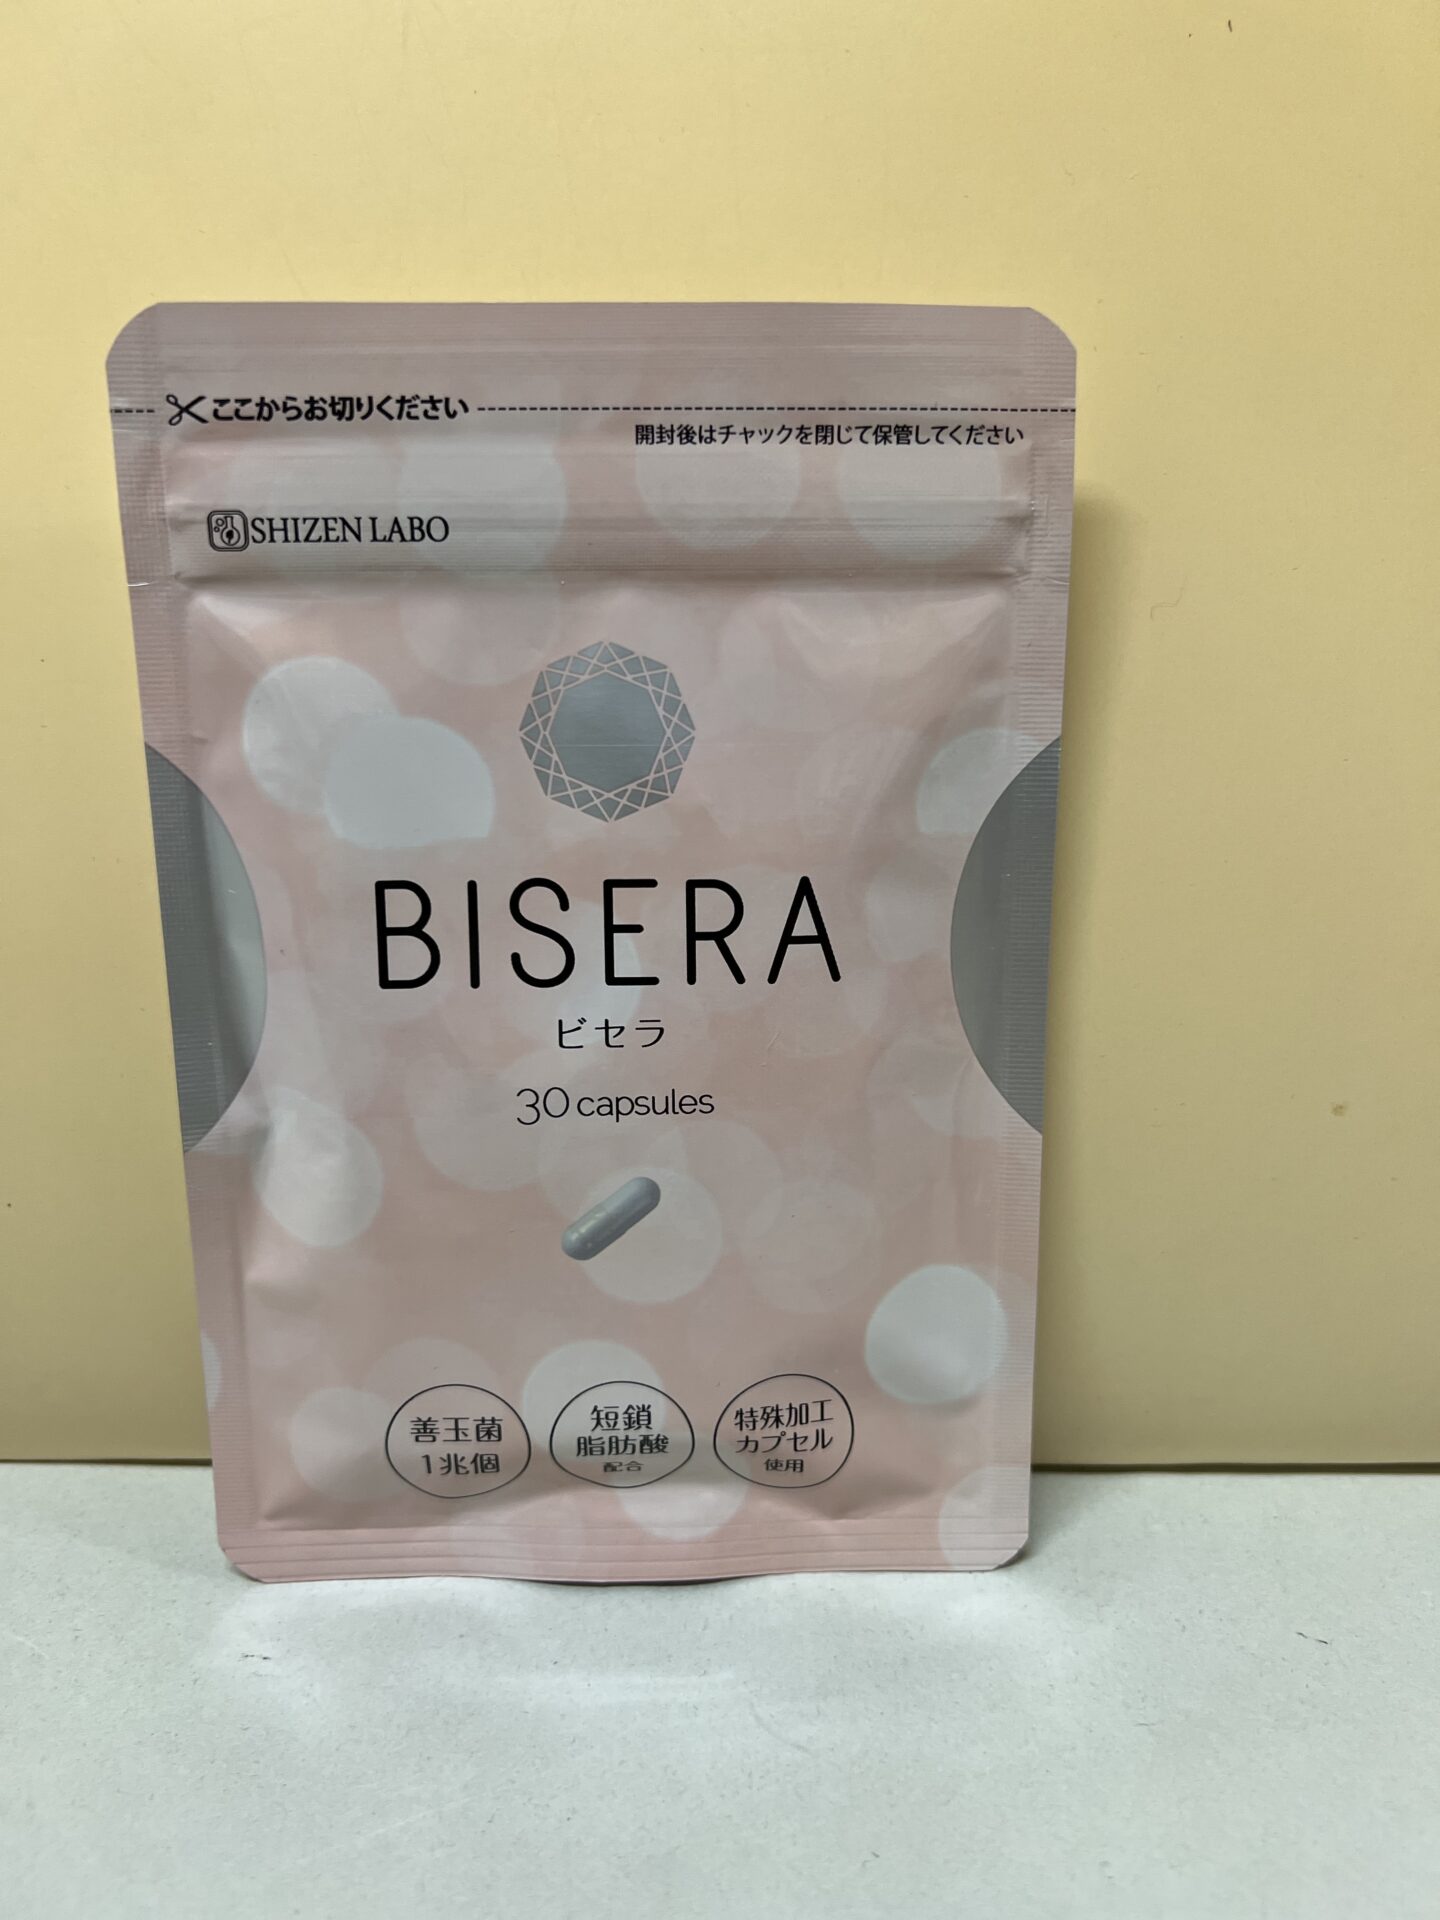 ここからお切りください
開封後はチャックを閉じて保管してください
SHIZEN LABO
BISERA
ビセラ
30 capsules
善玉菌
1兆個
短鎖
脂肪酸
配合
特殊加工
カプセル
使用